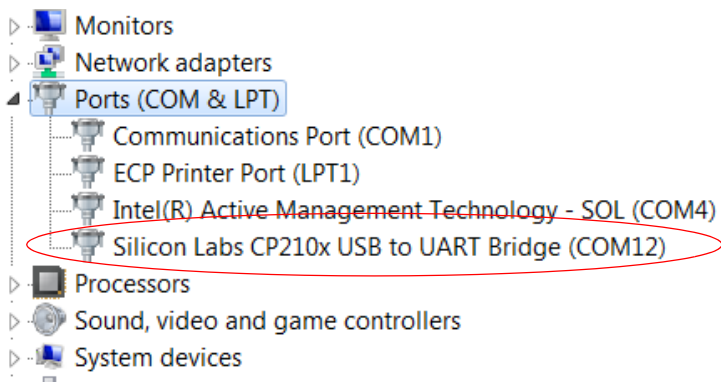 Monitors
Network adapters
Ports (COM & LPT)
Communications Port (COM1)
ECP Printer Port (LPT1)
Intel(R) Active Management Technology - SOL (COM4)
Silicon Labs CP210x USB to UART Bridge (COM12)
Processors
Sound, video and game controllers
System devices